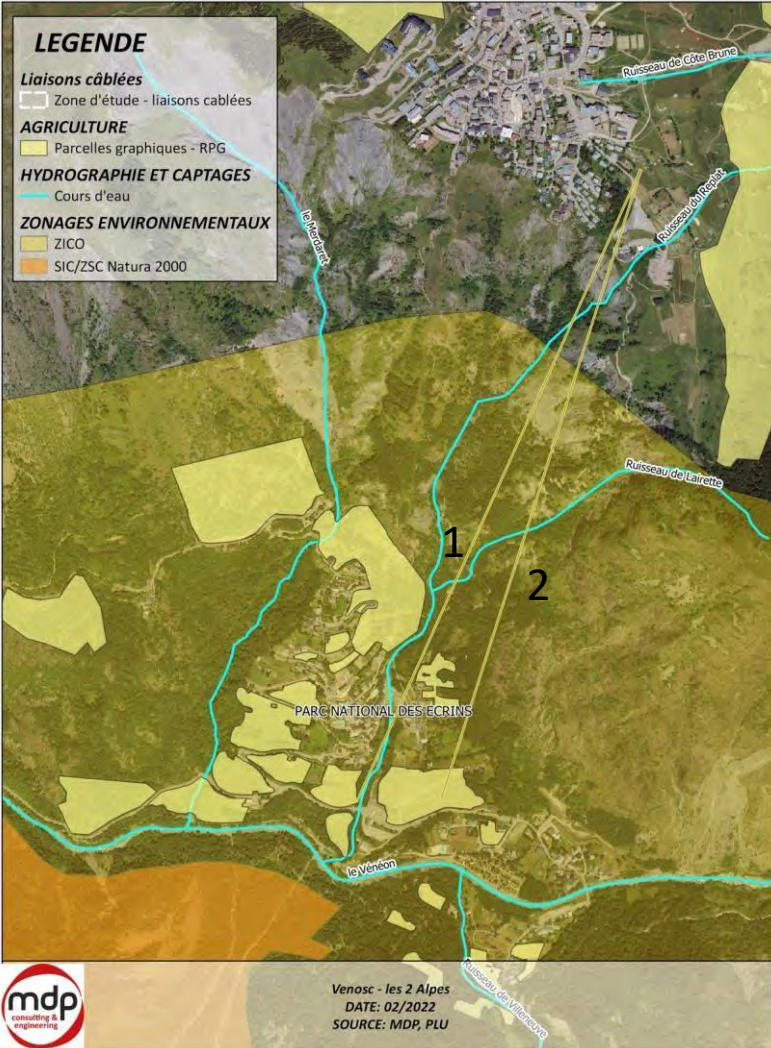 LEGENDE
Liaisons câblées
Zone d'étude - liaisons cablées
AGRICULTURE
Parcelles graphiques - RPG
HYDROGRAPHIE ET CAPTAGES
Cours d'eau
ZONAGES ENVIRONNEMENTAUX
ZICO
SIC/ZSC Natura 2000
Ruisseau de Côte Brune
Ruisseau du Replat
le Merdaret
Ruisseau de Lairette
1
2
PARC NATIONAL DES ECRINS
le Vénéon
Ruisseau de Villeneuve
mdp
consulting &
engineering
Venosc - les 2 Alpes
DATE: 02/2022
SOURCE: MDP, PLU